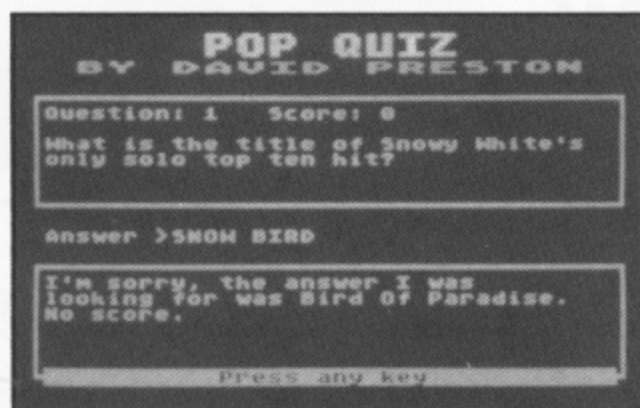 POP QUIZ
BY DAVID PRESTON
Question: 1 Score: 0
What is the title of Snowy White's
only solo top ten hit?
Answer >SNOW BIRD
I'm sorry, the answer I was
looking for was Bird Of Paradise.
No score.
Press any key